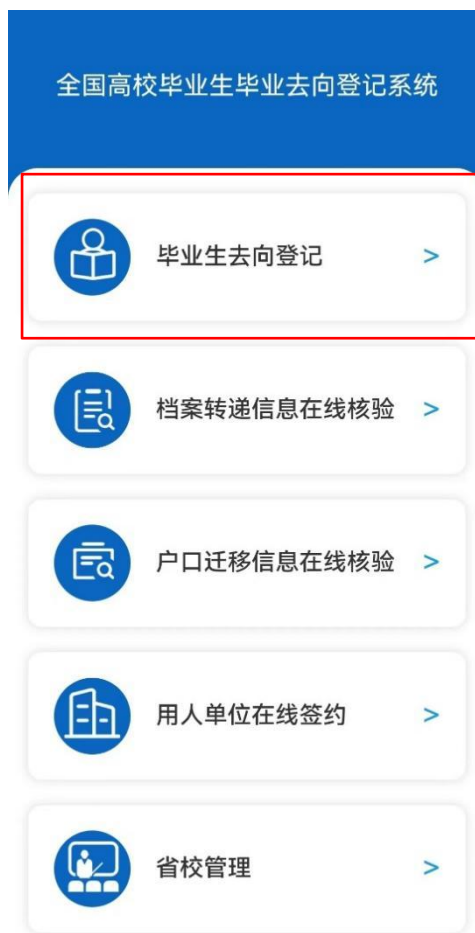 全国高校毕业生毕业去向登记系统
毕业生去向登记 >
档案转递信息在线核验 >
户口迁移信息在线核验 >
用人单位在线签约 >
省校管理 >